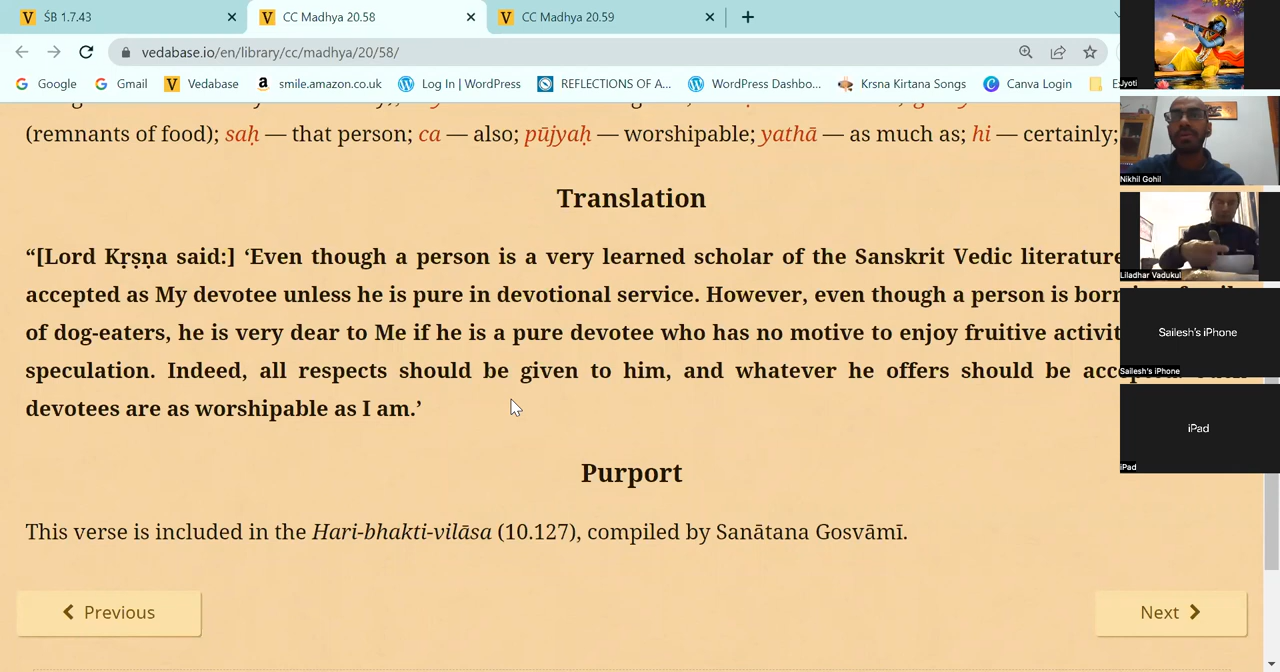 ŚB 1.7.43
CC Madhya 20.58
CC Madhya 20.59
vedabase.io/en/library/cc/madhya/20/58/
Google
Gmail
Vedabase
smile.amazon.co.uk
Log In | WordPress
REFLECTIONS OF A...
WordPress Dashbo...
Krsna Kirtana Songs
Canva Login
(remnants of food); saḥ — that person; ca — also; pūjyaḥ — worshipable; yathā — as much as; hi — certainly;
Translation
“[Lord Kṛṣṇa said:] ‘Even though a person is a very learned scholar of the Sanskrit Vedic literature
accepted as My devotee unless he is pure in devotional service. However, even though a person is born
of dog-eaters, he is very dear to Me if he is a pure devotee who has no motive to enjoy fruitive
speculation. Indeed, all respects should be given to him, and whatever he offers should be
devotees are as worshipable as I am.’
Purport
This verse is included in the Hari-bhakti-vilāsa (10.127), compiled by Sanātana Gosvāmī.
Previous
Next
Jyoti
Nikhil Gohil
Liladhar Vadukul
Sailesh's iPhone
Sailesh's iPhone
iPad
iPad